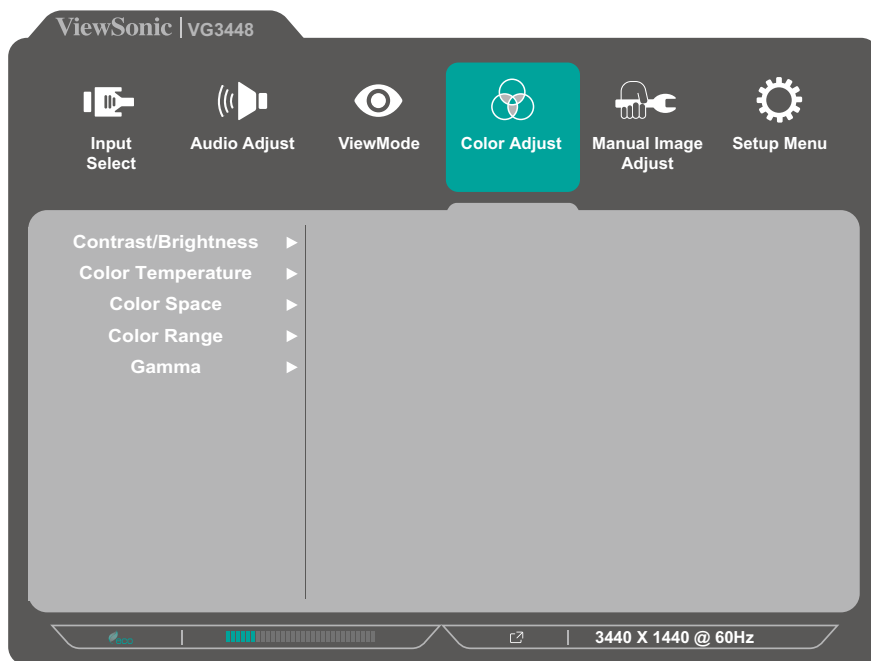 ViewSonic | VG3448
Input
Select
Audio Adjust
ViewMode
Color Adjust
Manual Image
Adjust
Setup Menu
Contrast/Brightness ▶
Color Temperature ▶
Color Space ▶
Color Range ▶
Gamma ▶
eco
3440 X 1440 @ 60Hz